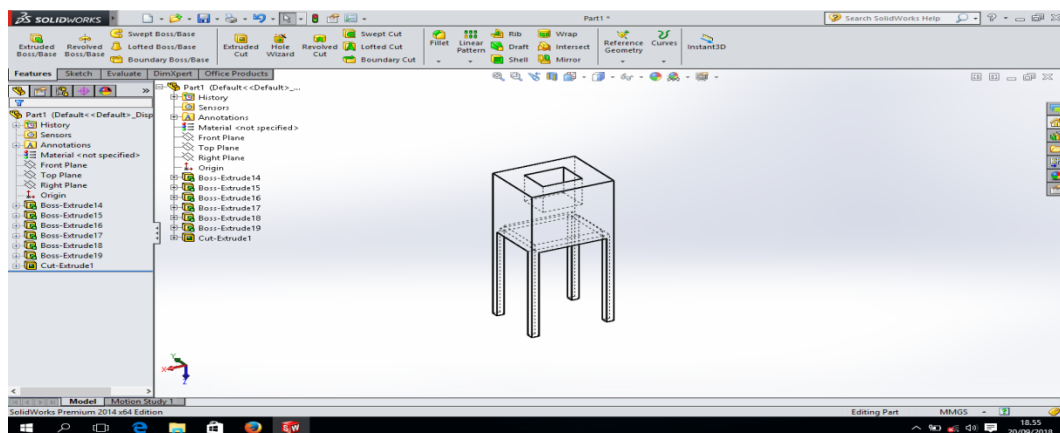 SOLIDWORKS
Part1 *
Search SolidWorks Help
Extruded Boss/Base
Revolved Boss/Base
Swept Boss/Base
Lofted Boss/Base
Boundary Boss/Base
Extruded Cut
Hole Wizard
Revolved Cut
Swept Cut
Lofted Cut
Boundary Cut
Fillet
Linear Pattern
Rib
Draft
Shell
Wrap
Intersect
Mirror
Reference Geometry
Curves
Instant3D
Features Sketch Evaluate DimXpert Office Products
Part1 (Default<<Default>_Disp
History
Sensors
Annotations
Material <not specified>
Front Plane
Top Plane
Right Plane
Origin
Boss-Extrude14
Boss-Extrude15
Boss-Extrude16
Boss-Extrude17
Boss-Extrude18
Boss-Extrude19
Cut-Extrude1
Part1 (Default<<Default>_...
History
Sensors
Annotations
Material <not specified>
Front Plane
Top Plane
Right Plane
Origin
Boss-Extrude14
Boss-Extrude15
Boss-Extrude16
Boss-Extrude17
Boss-Extrude18
Boss-Extrude19
Cut-Extrude1
Y
X
Z
Model Motion Study 1
SolidWorks Premium 2014 x64 Edition
Editing Part
MMGS
18.55
20/09/2018